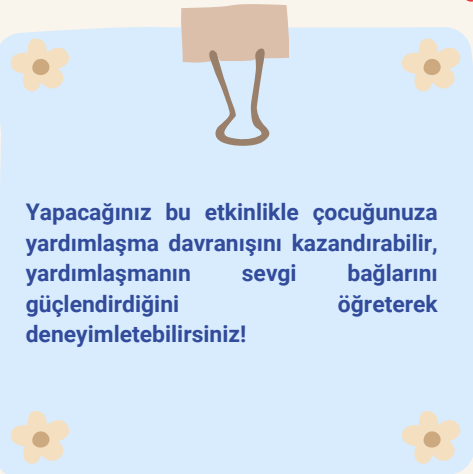 Yapacağınız bu etkinlikle çocuğunuza
yardımlaşma davranışını kazandırabilir,
yardımlaşmanın sevgi bağlarını
güçlendirdiğini öğreterek
deneyimletebilirsiniz!